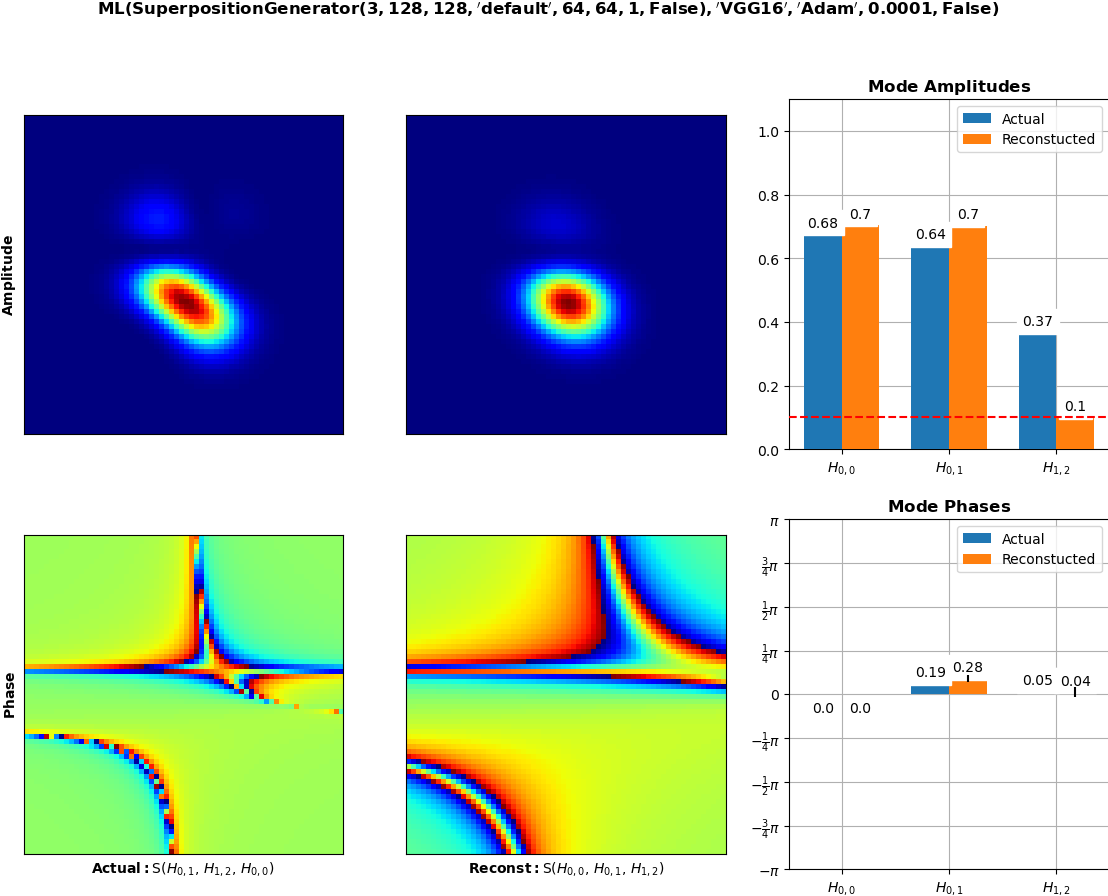 ML(SuperpositionGenerator(3, 128, 128, 'default', 64, 64, 1, False), 'VGG16', 'Adam', 0.0001, False)
Amplitude
Mode Amplitudes
Actual
Reconstucted
1.0
0.8
0.6
0.4
0.2
0.0
0.68
0.7
0.64
0.7
0.37
0.1
H0,0
H0,1
H1,2
Phase
Actual: S(H0,1, H1,2, H0,0)
Reconst: S(H0,0, H0,1, H1,2)
Mode Phases
Actual
Reconstucted
π
3/4π
1/2π
1/4π
0
−1/4π
−1/2π
−3/4π
−π
0.0
0.0
0.19
0.28
0.05
0.04
H0,0
H0,1
H1,2